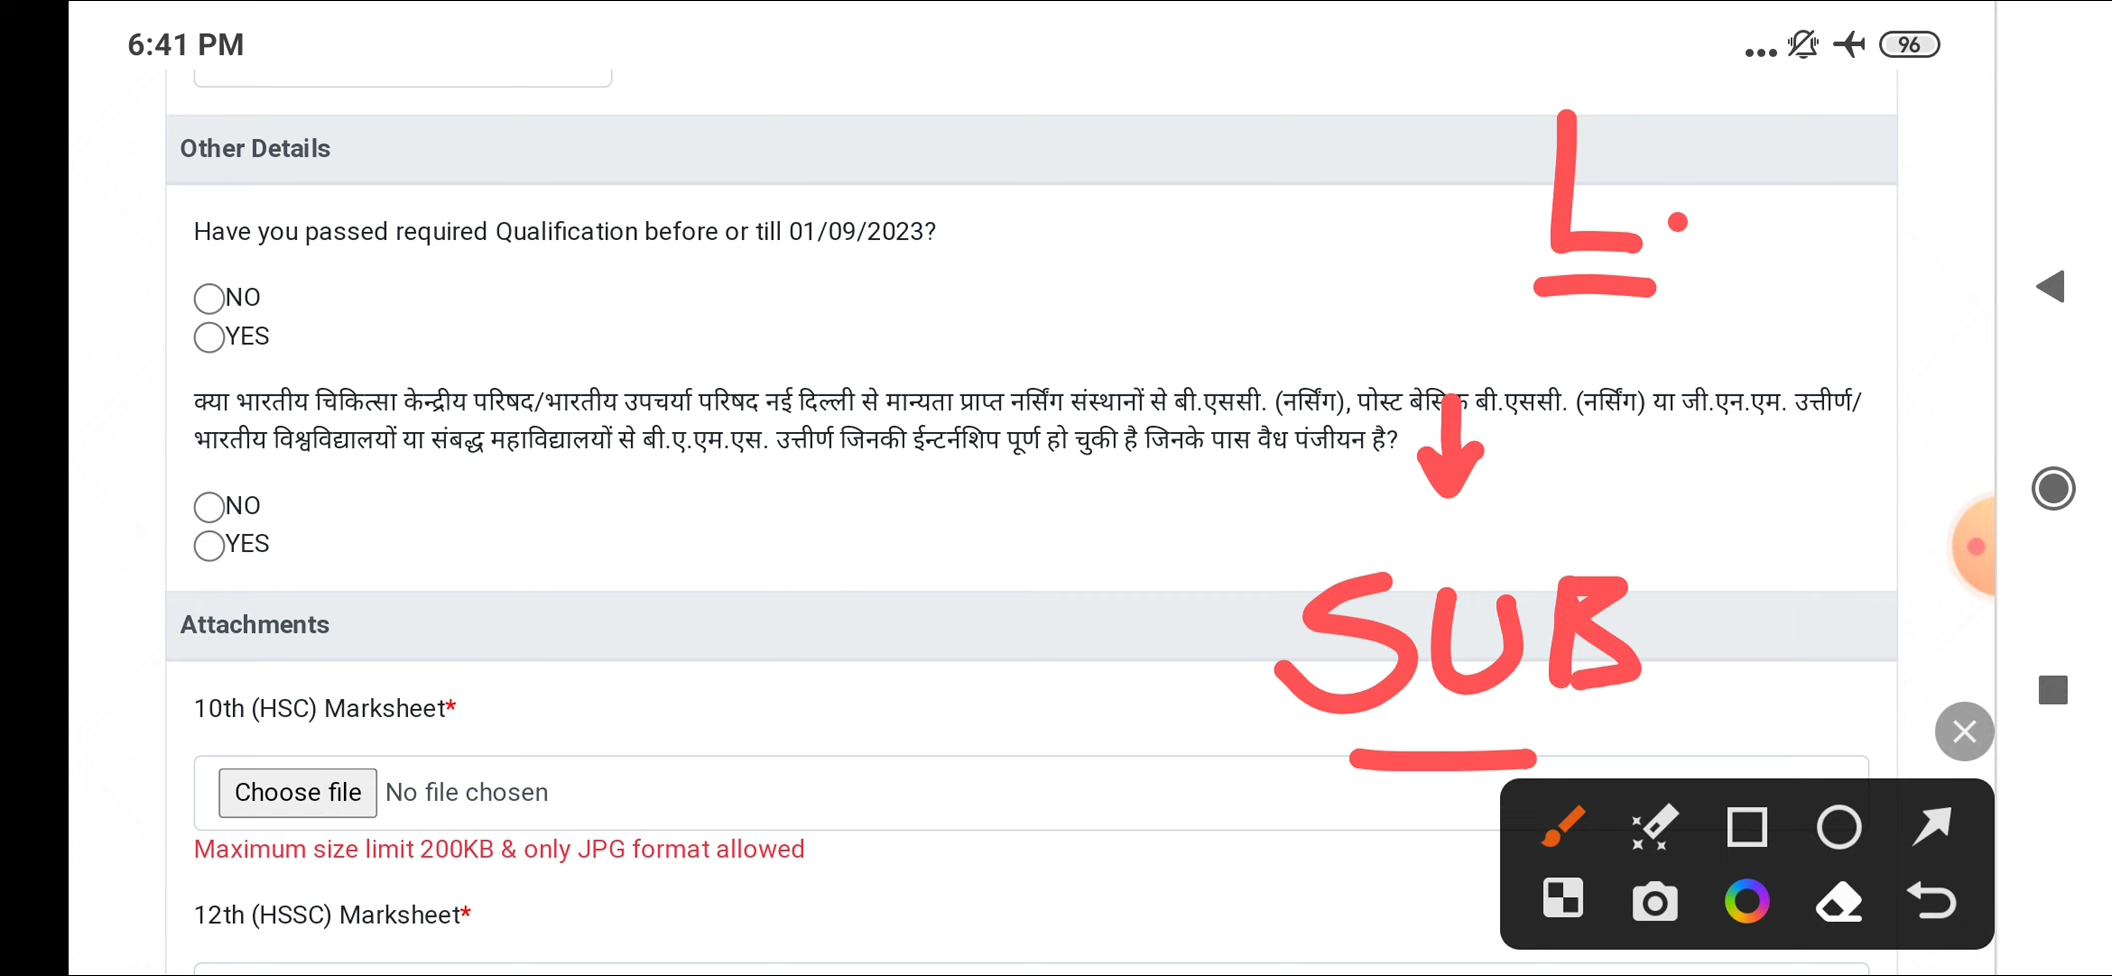 6:41 PM
96
Other Details
Have you passed required Qualification before or till 01/09/2023?
NO
YES
क्या भारतीय चिकित्सा केन्द्रीय परिषद/भारतीय उपचर्या परिषद नई दिल्ली से मान्यता प्राप्त नर्सिंग संस्थानों से बी.एससी. (नर्सिंग), पोस्ट बेसिक बी.एससी. (नर्सिंग) या जी.एन.एम. उत्तीर्ण/
भारतीय विश्वविद्यालयों या संबद्ध महाविद्यालयों से बी.ए.एम.एस. उत्तीर्ण जिनकी ईन्टर्नशिप पूर्ण हो चुकी है जिनके पास वैध पंजीयन है?
NO
YES
Attachments
10th (HSC) Marksheet*
Choose file No file chosen
Maximum size limit 200KB & only JPG format allowed
12th (HSSC) Marksheet*
L.
SUB